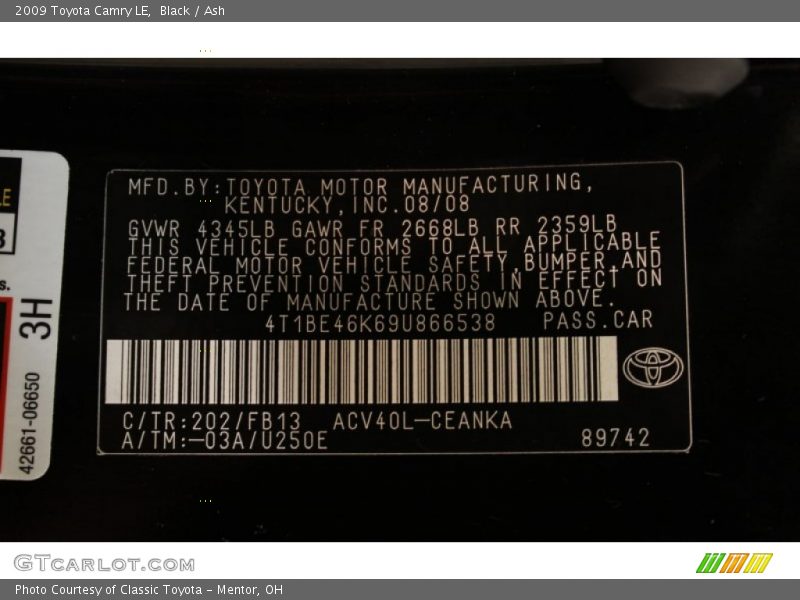 2009 Toyota Camry LE, Black / Ash
MFD.BY:TOYOTA MOTOR MANUFACTURING,
KENTUCKY,INC.08/08
GVWR 4345LB GAWR FR 2668LB RR 2359LB
THIS VEHICLE CONFORMS TO ALL APPLICABLE
FEDERAL MOTOR VEHICLE SAFETY,BUMPER,AND
THEFT PREVENTION STANDARDS IN EFFECT ON
THE DATE OF MANUFACTURE SHOWN ABOVE.
4T1BE46K69U866538 PASS.CAR
C/TR:202/FB13 ACV40L-CEANKA
A/TM:-03A/U250E
89742
3H
42661-06650
GTCARLOT.COM
Photo Courtesy of Classic Toyota - Mentor, OH